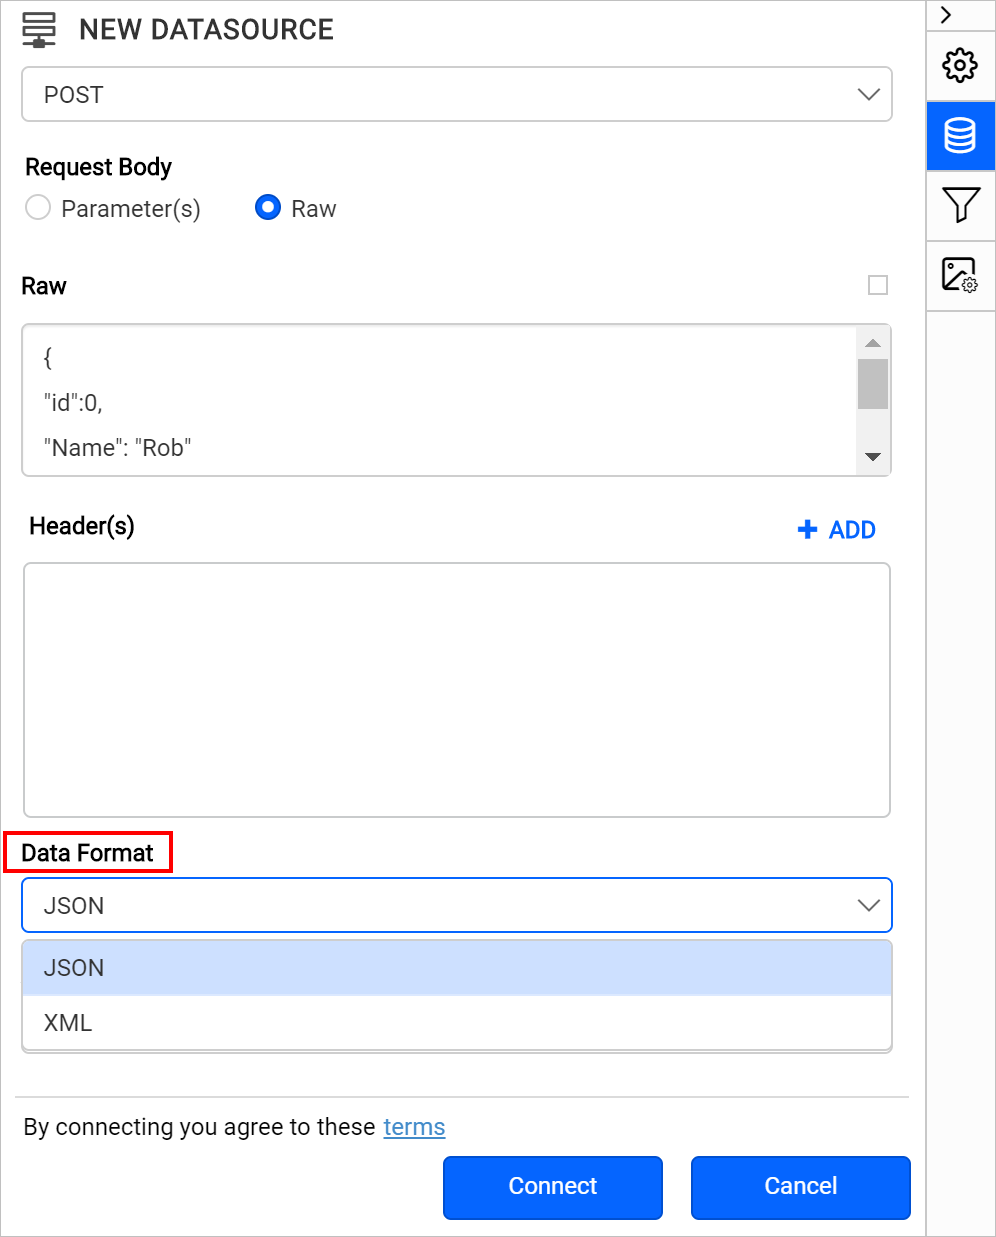 NEW DATASOURCE
POST
Request Body
Parameter(s) Raw
Raw
{
"id":0,
"Name": "Rob"
Header(s) ADD
Data Format
JSON
JSON
XML
By connecting you agree to these terms
Connect Cancel